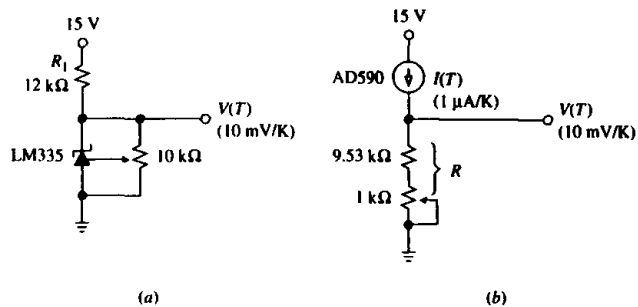 15 V
R1
12 kΩ
V(T)
(10 mV/K)
LM335
10 kΩ
(a)
15 V
AD590
I(T)
(1 μA/K)
V(T)
(10 mV/K)
9.53 kΩ
R
1 kΩ
(b)